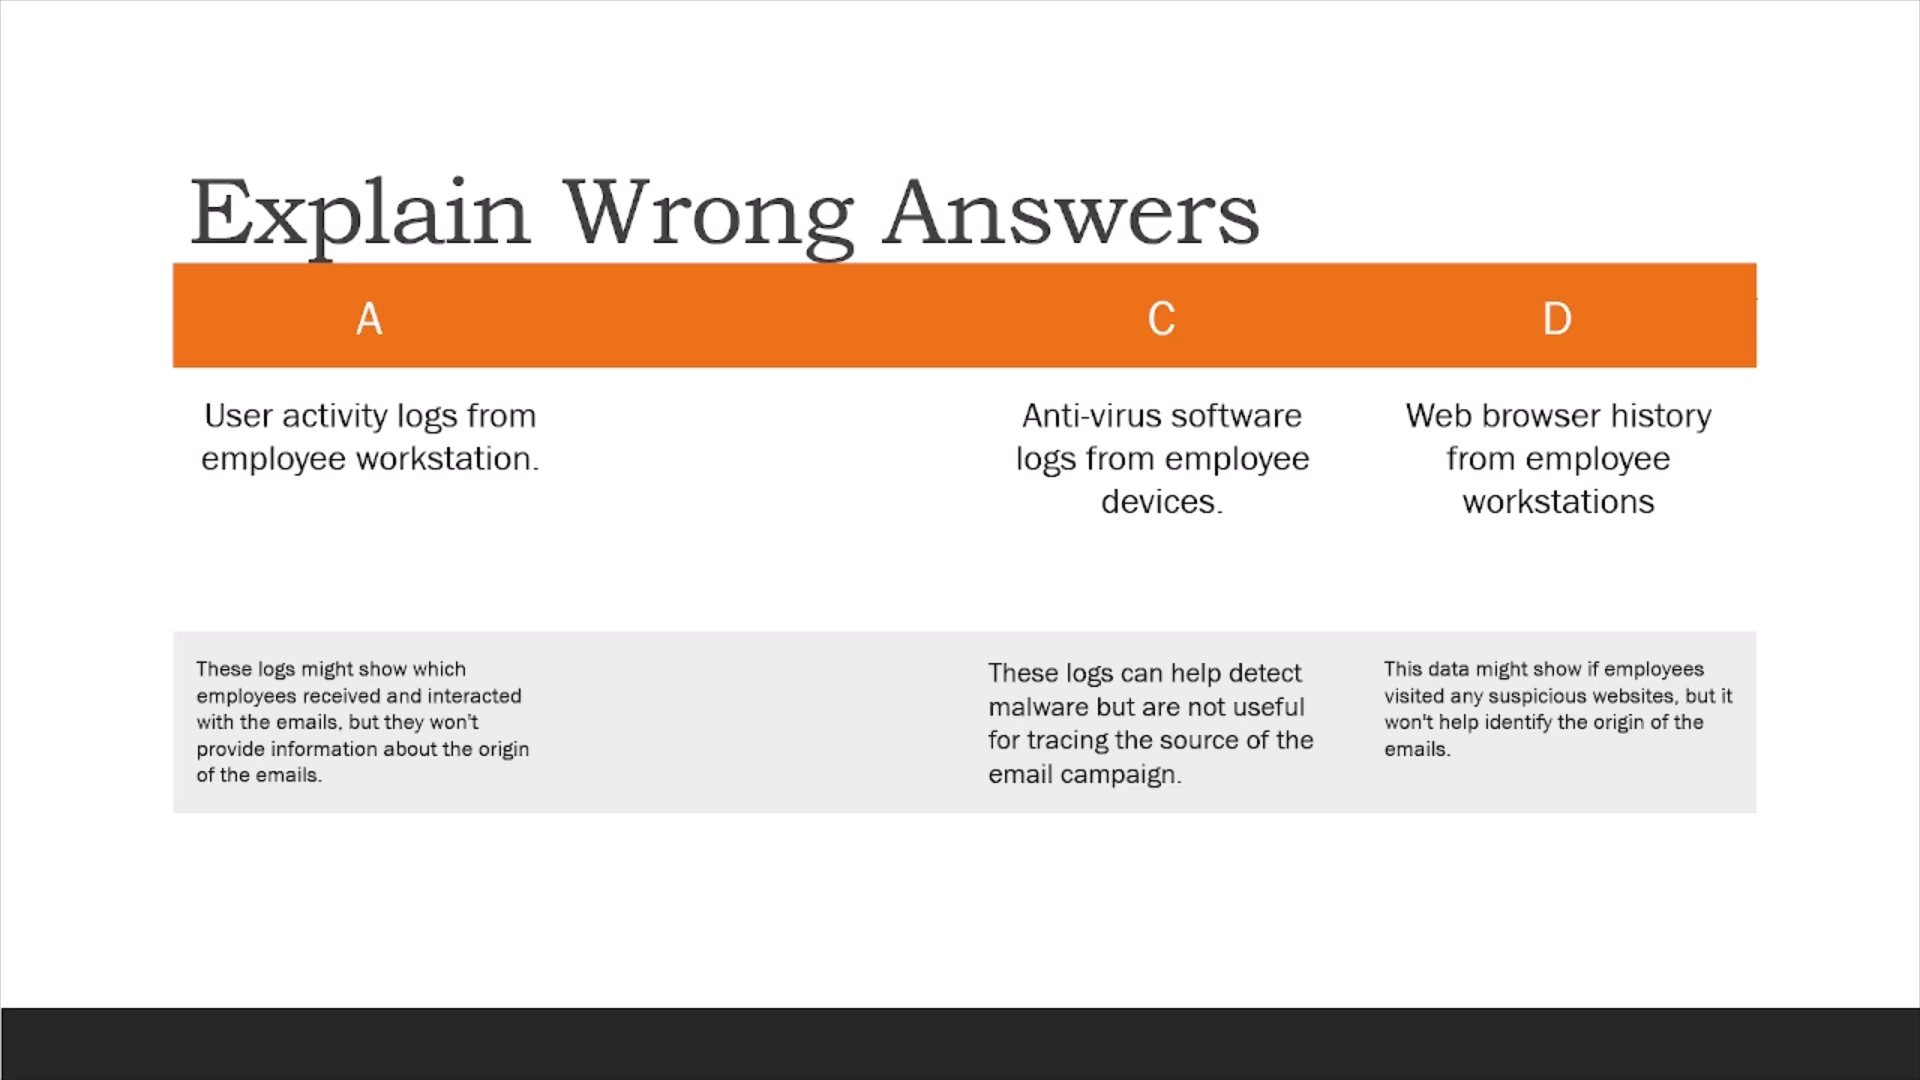 Explain Wrong Answers
A
C
D
User activity logs from
employee workstation.
Anti-virus software
logs from employee
devices.
Web browser history
from employee
workstations
These logs might show which
employees received and interacted
with the emails, but they won't
provide information about the origin
of the emails.
These logs can help detect
malware but are not useful
for tracing the source of the
email campaign.
This data might show if employees
visited any suspicious websites, but it
won't help identify the origin of the
emails.